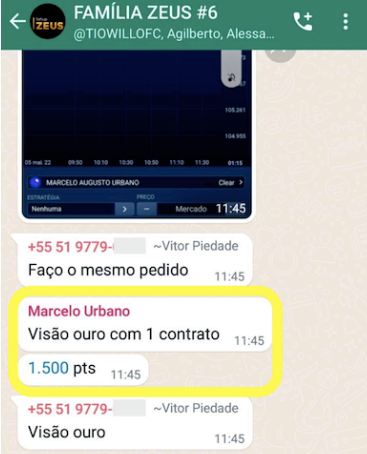 ZEUS
FAMÍLIA ZEUS #6
@TIOWILLOFC, Agilberto, Alessa...
105.261
104.955
05 mai. 22 09:50 10:10 10:30 10:50 11:10 11:30 01:15
MARCELO AUGUSTO URBANO Clear >
ESTRATÉGIA PREÇO
Nenhuma > − Mercado 11:45
+55 51 9779- ~Vitor Piedade
Faço o mesmo pedido 11:45
Marcelo Urbano
Visão ouro com 1 contrato 11:45
1.500 pts 11:45
+55 51 9779- ~Vitor Piedade
Visão ouro 11:45